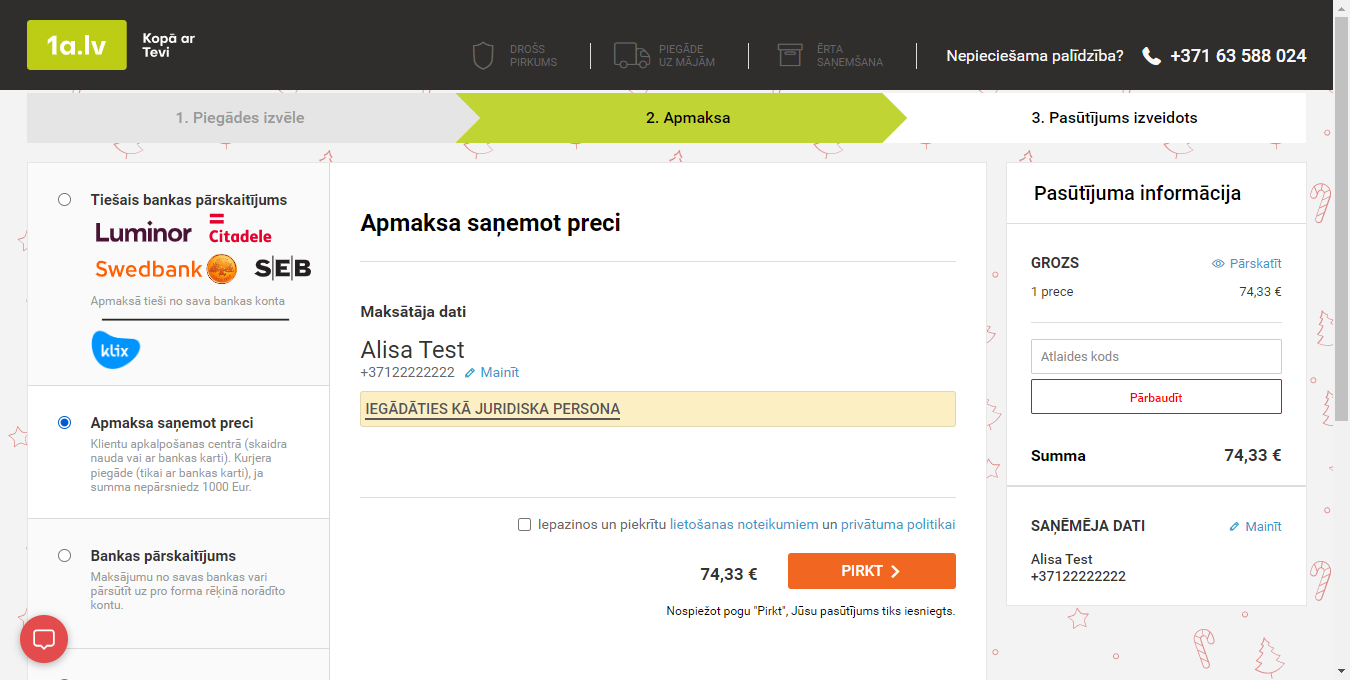 1a.lv
Kopā ar
Tevi
DROŠS
PIRKUMS
PIEGĀDE
UZ MĀJĀM
ĒRTA
SAŅEMŠANA
Nepieciešama palīdzība?
+371 63 588 024
1. Piegādes izvēle
2. Apmaksa
3. Pasūtījums izveidots
Tiešais bankas pārskaitījums
Luminor
Citadele
Swedbank
SEB
Apmaksā tieši no sava bankas konta
klix
Apmaksa saņemot preci
Klientu apkalpošanas centrā (skaidra
nauda vai ar bankas karti). Kurjera
piegāde (tikai ar bankas karti), ja
summa nepārsniedz 1000 Eur.
Bankas pārskaitījums
Maksājumu no savas bankas vari
pārsūtīt uz pro forma rēķinā norādīto
kontu.
Apmaksa saņemot preci
Maksātāja dati
Alisa Test
+37122222222 Mainīt
IEGĀDĀTIES KĀ JURIDISKA PERSONA
Iepazinos un piekrītu lietošanas noteikumiem un privātuma politikai
74,33 € PIRKT
Nospiežot pogu "Pirkt", Jūsu pasūtījums tiks iesniegts.
Pasūtījuma informācija
GROZS Pārskatīt
1 prece 74,33 €
Atlaides kods
Pārbaudīt
Summa 74,33 €
SAŅĒMĒJA DATI Mainīt
Alisa Test
+37122222222